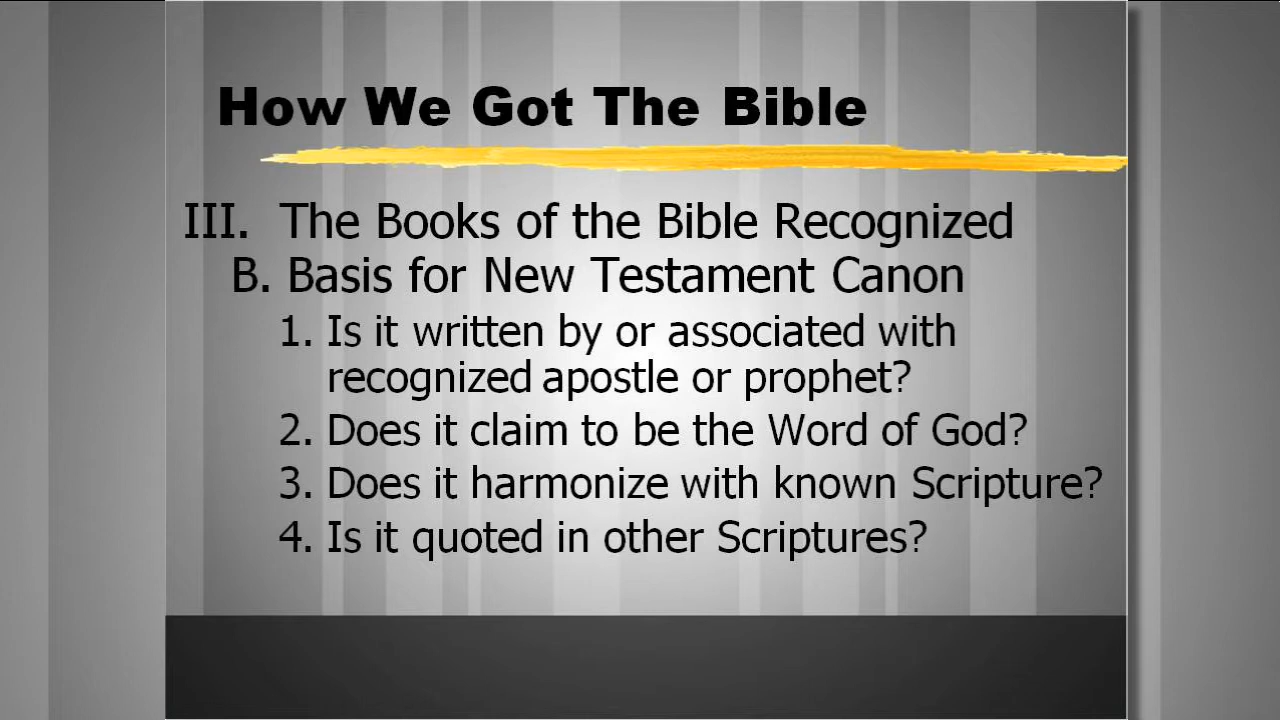 How We Got The Bible
III. The Books of the Bible Recognized
B. Basis for New Testament Canon
1. Is it written by or associated with
recognized apostle or prophet?
2. Does it claim to be the Word of God?
3. Does it harmonize with known Scripture?
4. Is it quoted in other Scriptures?